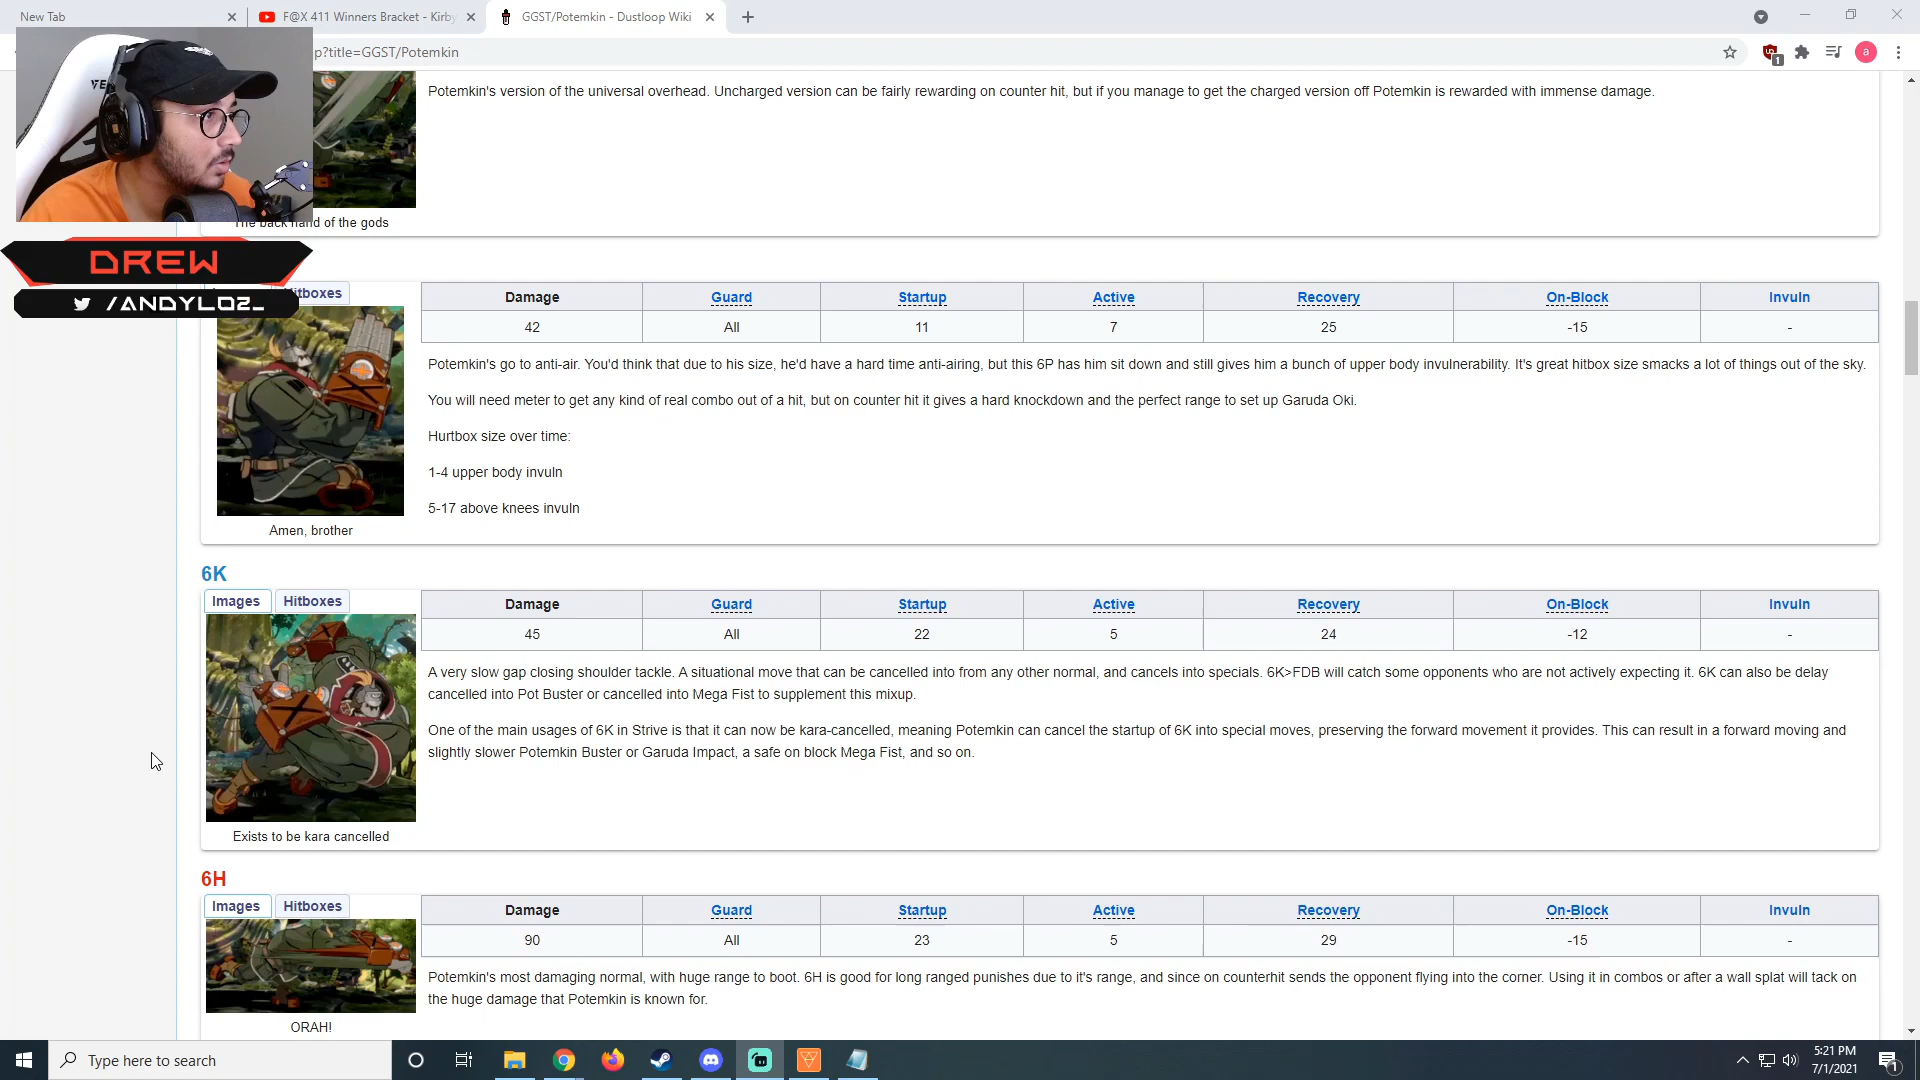 New Tab
F@X 411 Winners Bracket - Kirby
GGST/Potemkin - Dustloop Wiki
p?title=GGST/Potemkin
1
a
Potemkin's version of the universal overhead. Uncharged version can be fairly rewarding on counter hit, but if you manage to get the charged version off Potemkin is rewarded with immense damage.
The back hand of the gods
DREW
/ANDYLOZ_
Hitboxes
Damage Guard Startup Active Recovery On-Block Invuln
42 All 11 7 25 -15 -
Potemkin's go to anti-air. You'd think that due to his size, he'd have a hard time anti-airing, but this 6P has him sit down and still gives him a bunch of upper body invulnerability. It's great hitbox size smacks a lot of things out of the sky.
You will need meter to get any kind of real combo out of a hit, but on counter hit it gives a hard knockdown and the perfect range to set up Garuda Oki.
Hurtbox size over time:
1-4 upper body invuln
5-17 above knees invuln
Amen, brother
6K
Images Hitboxes
Damage Guard Startup Active Recovery On-Block Invuln
45 All 22 5 24 -12 -
A very slow gap closing shoulder tackle. A situational move that can be cancelled into from any other normal, and cancels into specials. 6K>FDB will catch some opponents who are not actively expecting it. 6K can also be delay
cancelled into Pot Buster or cancelled into Mega Fist to supplement this mixup.
One of the main usages of 6K in Strive is that it can now be kara-cancelled, meaning Potemkin can cancel the startup of 6K into special moves, preserving the forward movement it provides. This can result in a forward moving and
slightly slower Potemkin Buster or Garuda Impact, a safe on block Mega Fist, and so on.
Exists to be kara cancelled
6H
Images Hitboxes
Damage Guard Startup Active Recovery On-Block Invuln
90 All 23 5 29 -15 -
Potemkin's most damaging normal, with huge range to boot. 6H is good for long ranged punishes due to it's range, and since on counterhit sends the opponent flying into the corner. Using it in combos or after a wall splat will tack on
the huge damage that Potemkin is known for.
ORAH!
Type here to search
5:21 PM
7/1/2021
1